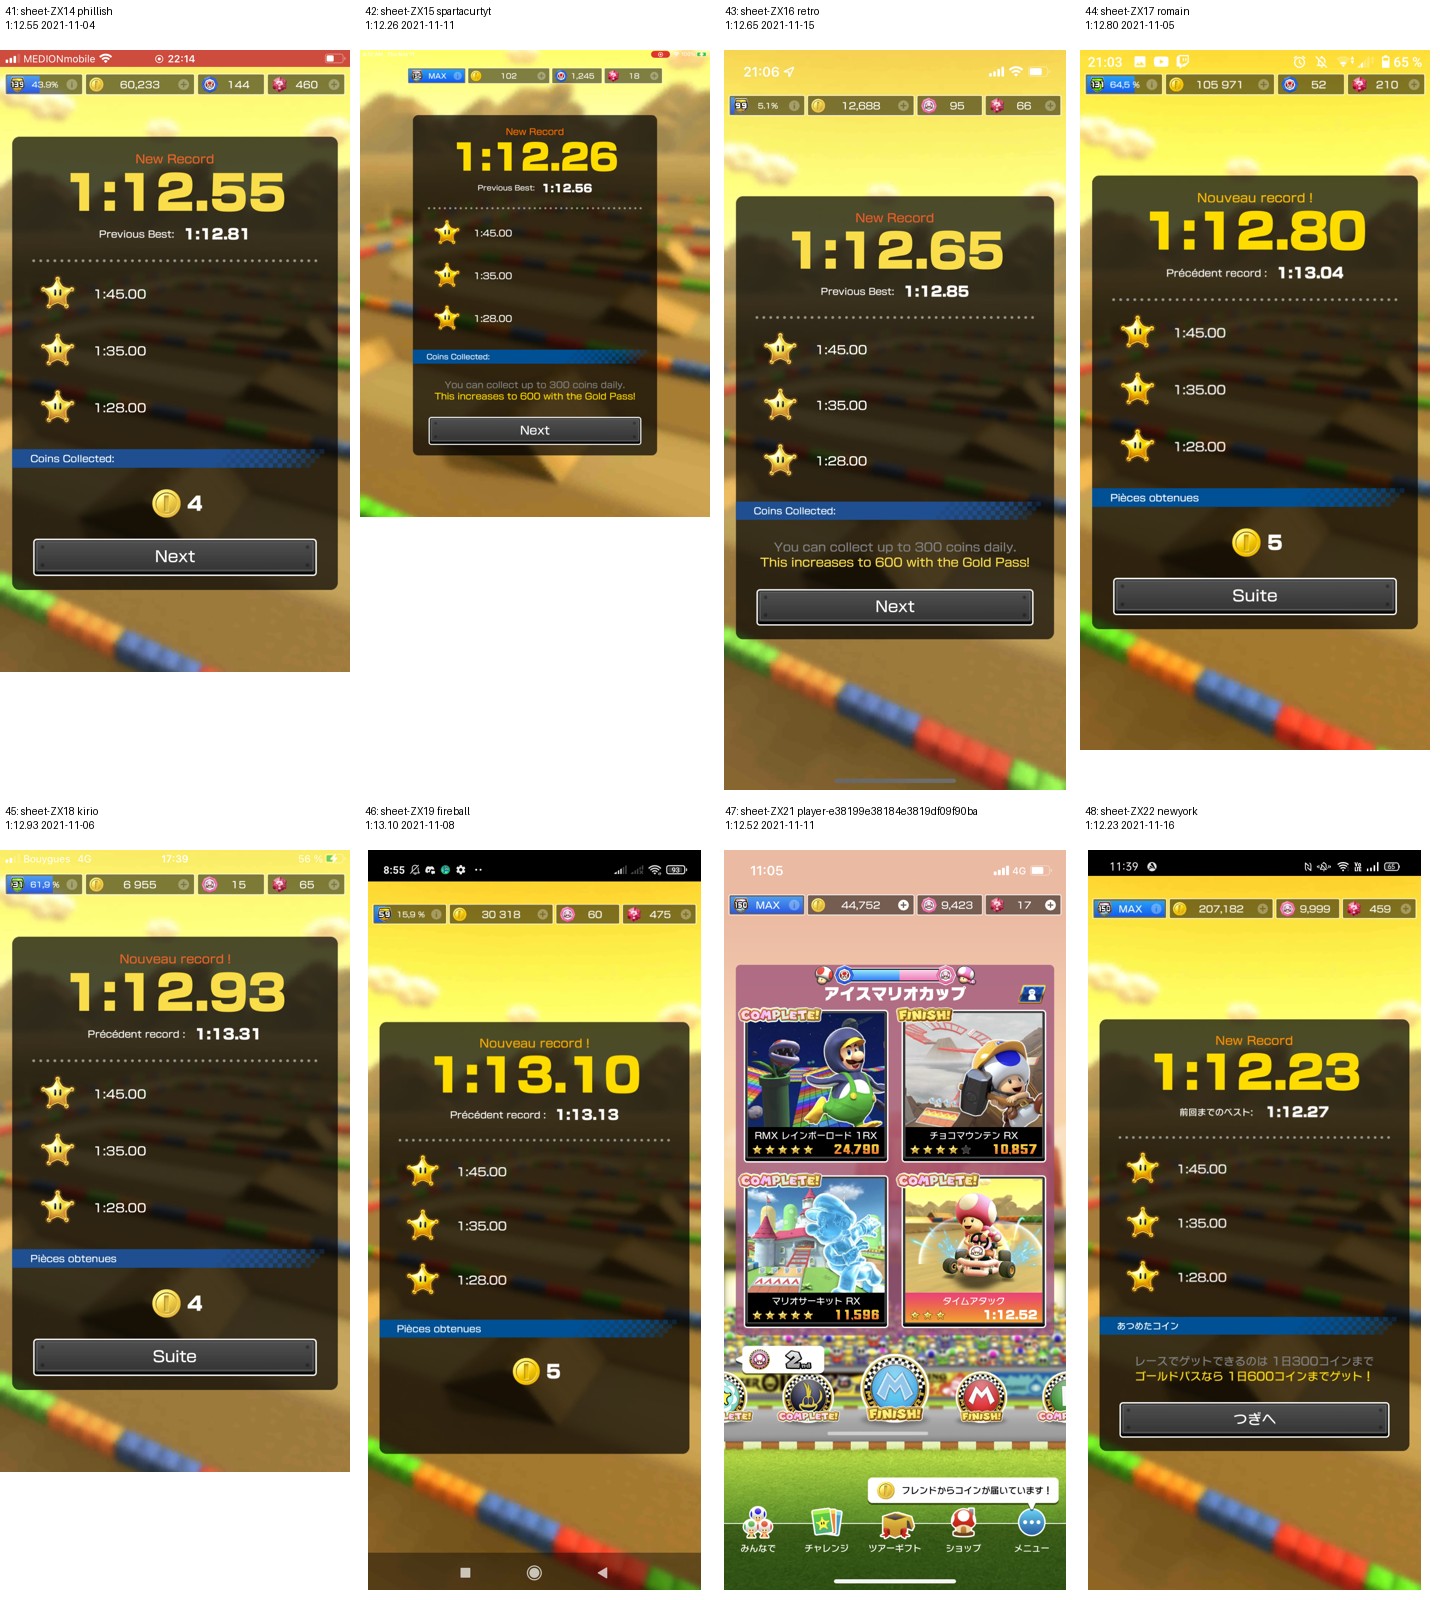 41: sheet-ZX14 phillish
1:12.55 2021-11-04
MEDIONmobile 22:14
139 43.9% 60,233 144 460
New Record
1:12.55
Previous Best: 1:12.81
1:45.00
1:35.00
1:28.00
Coins Collected:
4
Next
42: sheet-ZX15 spartacurtyt
1:12.26 2021-11-11
MAX 102 1,245 18
New Record
1:12.26
Previous Best: 1:12.56
1:45.00
1:35.00
1:28.00
Coins Collected:
You can collect up to 300 coins daily.
This increases to 600 with the Gold Pass!
Next
43: sheet-ZX16 retro
1:12.65 2021-11-15
21:06
99 5.1% 12,688 95 66
New Record
1:12.65
Previous Best: 1:12.85
1:45.00
1:35.00
1:28.00
Coins Collected:
You can collect up to 300 coins daily.
This increases to 600 with the Gold Pass!
Next
44: sheet-ZX17 romain
1:12.80 2021-11-05
21:03 65 %
131 64,5 % 105 971 52 210
Nouveau record !
1:12.80
Précédent record : 1:13.04
1:45.00
1:35.00
1:28.00
Pièces obtenues
5
Suite
45: sheet-ZX18 kirio
1:12.93 2021-11-06
Bouygues 4G 17:39 56 %
31 61,9 % 6 955 15 65
Nouveau record !
1:12.93
Précédent record : 1:13.31
1:45.00
1:35.00
1:28.00
Pièces obtenues
4
Suite
46: sheet-ZX19 fireball
1:13.10 2021-11-08
8:55 93
59 15,9 % 30 318 60 475
Nouveau record !
1:13.10
Précédent record : 1:13.13
1:45.00
1:35.00
1:28.00
Pièces obtenues
5
47: sheet-ZX21 player-e38199e38184e3819df09f90ba
1:12.52 2021-11-11
11:05 4G
150 MAX 44,752 9,423 17
アイスマリオカップ
COMPLETE! FINISH!
RMX レインボーロード 1RX チョコマウンテン RX
24,790 10,857
COMPLETE! COMPLETE!
マリオサーキット RX タイムアタック
11,596 1:12.52
2nd
COMPLETE! FINISH! FINISH!
フレンドからコインが届いています！
みんなで チャレンジ ツアーギフト ショップ メニュー
48: sheet-ZX22 newyork
1:12.23 2021-11-16
11:39 65
150 MAX 207,182 9,999 459
New Record
1:12.23
前回までのベスト: 1:12.27
1:45.00
1:35.00
1:28.00
あつめたコイン
レースでゲットできるのは 1日300コインまで
ゴールドパスなら 1日600コインまでゲット！
つぎへ